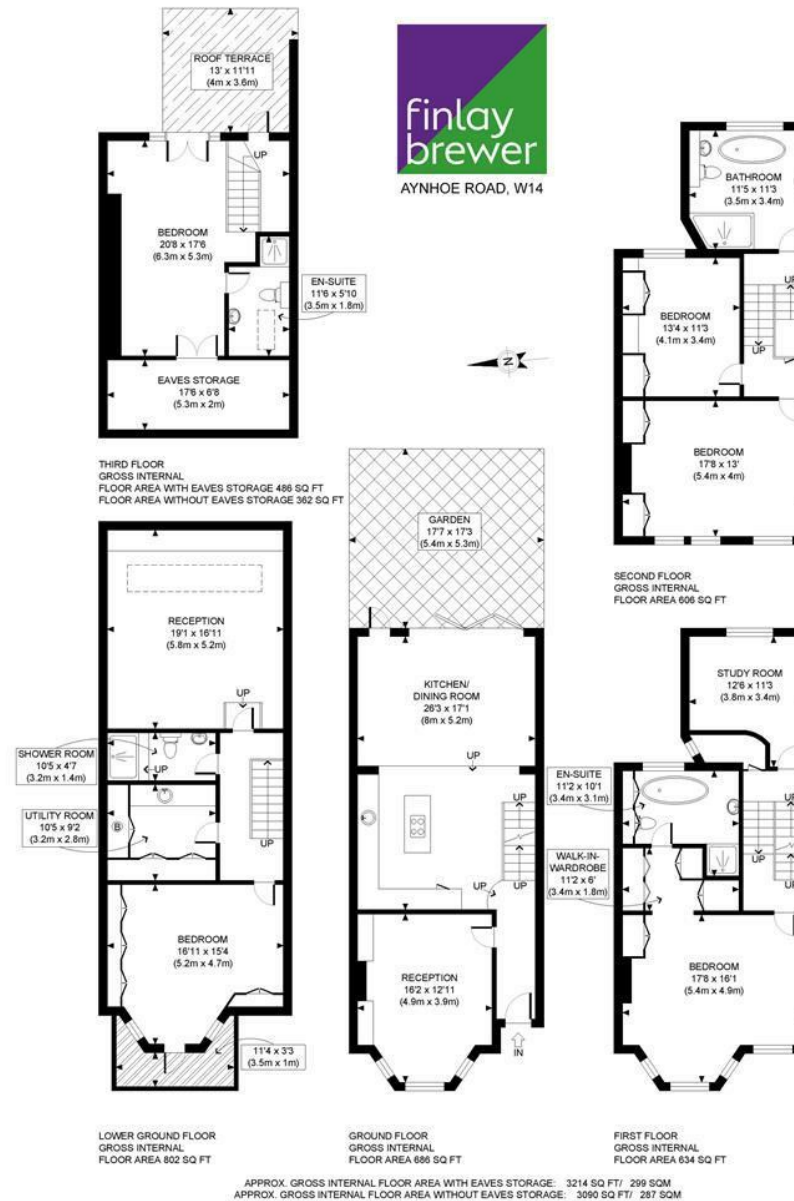 finlay
brewer
AYNHOE ROAD, W14
ROOF TERRACE
13' x 11'11
(4m x 3.6m)
UP
BEDROOM
20'8 x 17'6
(6.3m x 5.3m)
EN-SUITE
11'6 x 5'10
(3.5m x 1.8m)
EAVES STORAGE
17'6 x 6'8
(5.3m x 2m)
THIRD FLOOR
GROSS INTERNAL
FLOOR AREA WITH EAVES STORAGE 486 SQ FT
FLOOR AREA WITHOUT EAVES STORAGE 362 SQ FT
N
BATHROOM
11'5 x 11'3
(3.5m x 3.4m)
UP
BEDROOM
13'4 x 11'3
(4.1m x 3.4m)
UP
BEDROOM
17'8 x 13'
(5.4m x 4m)
SECOND FLOOR
GROSS INTERNAL
FLOOR AREA 606 SQ FT
RECEPTION
19'1 x 16'11
(5.8m x 5.2m)
UP
SHOWER ROOM
10'5 x 4'7
(3.2m x 1.4m)
UP
UTILITY ROOM
10'5 x 9'2
(3.2m x 2.8m)
B
UP
BEDROOM
16'11 x 15'4
(5.2m x 4.7m)
11'4 x 3'3
(3.5m x 1m)
LOWER GROUND FLOOR
GROSS INTERNAL
FLOOR AREA 802 SQ FT
GARDEN
17'7 x 17'3
(5.4m x 5.3m)
KITCHEN/
DINING ROOM
26'3 x 17'1
(8m x 5.2m)
UP
UP
UP
UP
RECEPTION
16'2 x 12'11
(4.9m x 3.9m)
IN
GROUND FLOOR
GROSS INTERNAL
FLOOR AREA 686 SQ FT
STUDY ROOM
12'6 x 11'3
(3.8m x 3.4m)
EN-SUITE
11'2 x 10'1
(3.4m x 3.1m)
UP
UP
WALK-IN-
WARDROBE
11'2 x 6'
(3.4m x 1.8m)
UP
BEDROOM
17'8 x 16'1
(5.4m x 4.9m)
FIRST FLOOR
GROSS INTERNAL
FLOOR AREA 634 SQ FT
APPROX. GROSS INTERNAL FLOOR AREA WITH EAVES STORAGE: 3214 SQ FT/ 299 SQM
APPROX. GROSS INTERNAL FLOOR AREA WITHOUT EAVES STORAGE: 3090 SQ FT/ 287 SQM